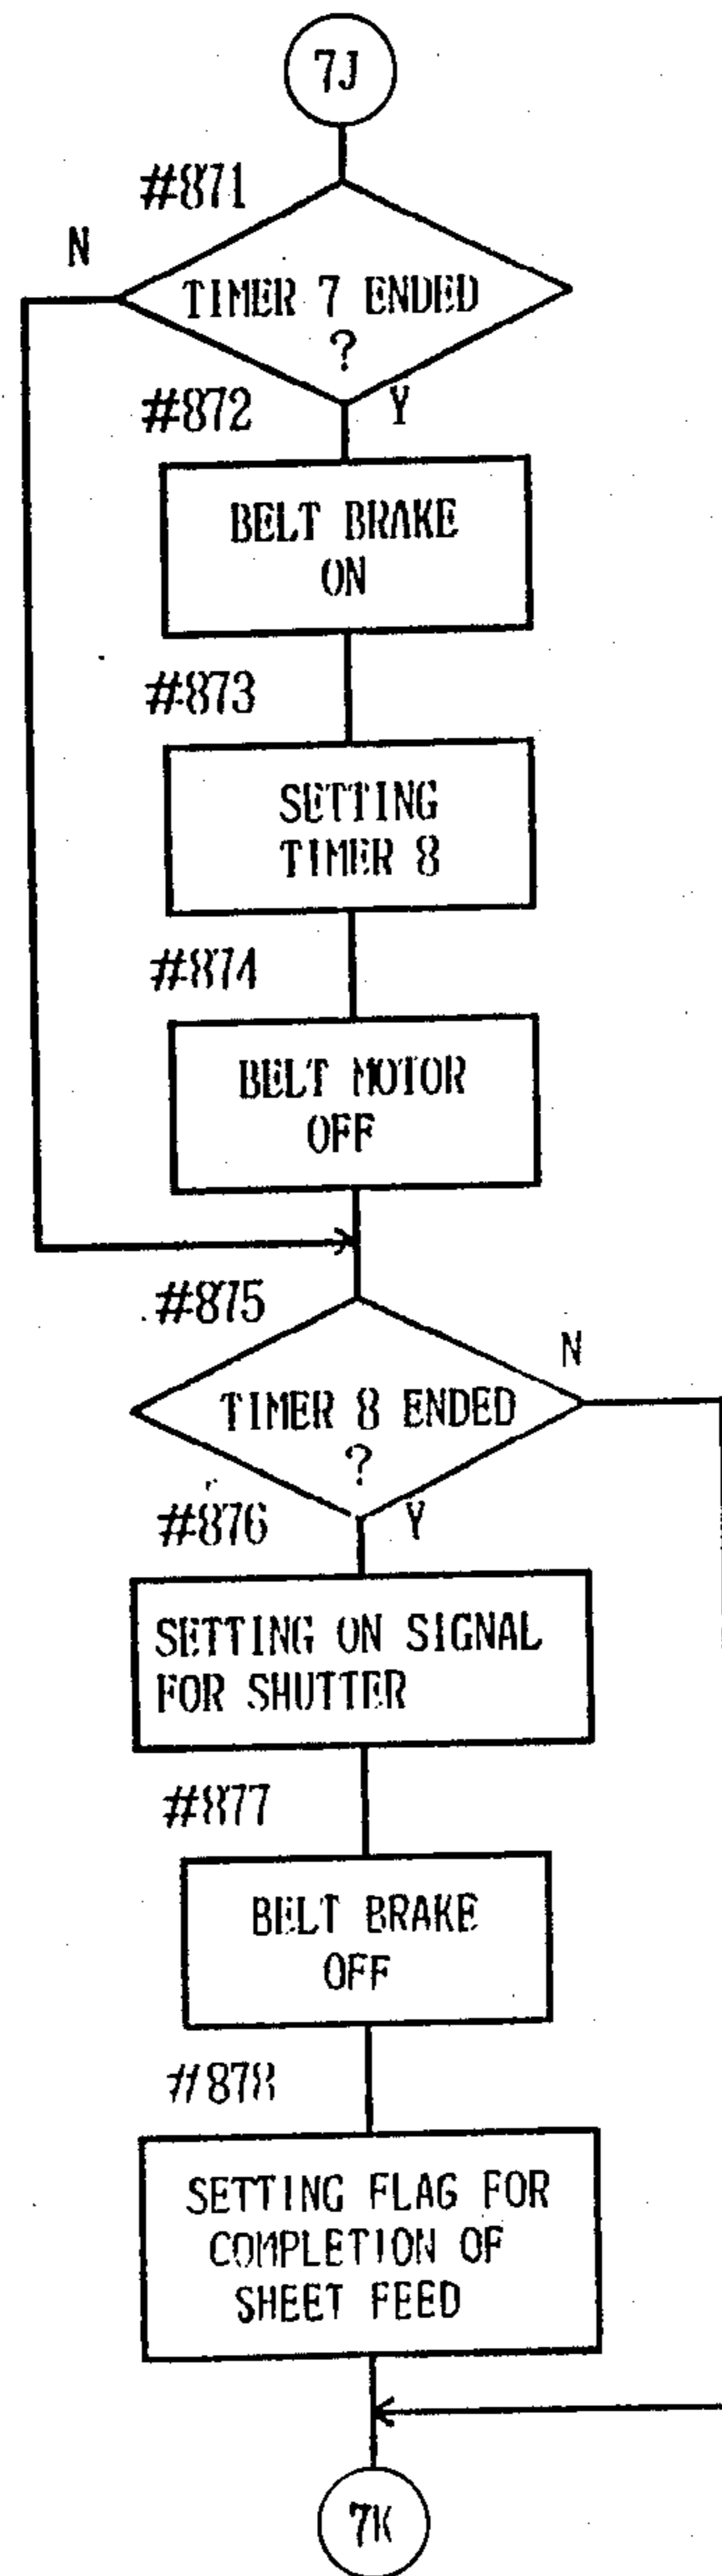 7J
#871
N
TIMER 7 ENDED
?
#872
Y
BELT BRAKE
ON
#873
SETTING
TIMER 8
#874
BELT MOTOR
OFF
#875
N
TIMER 8 ENDED
?
#876
Y
SETTING ON SIGNAL
FOR SHUTTER
#877
BELT BRAKE
OFF
#878
SETTING FLAG FOR
COMPLETION OF
SHEET FEED
7K